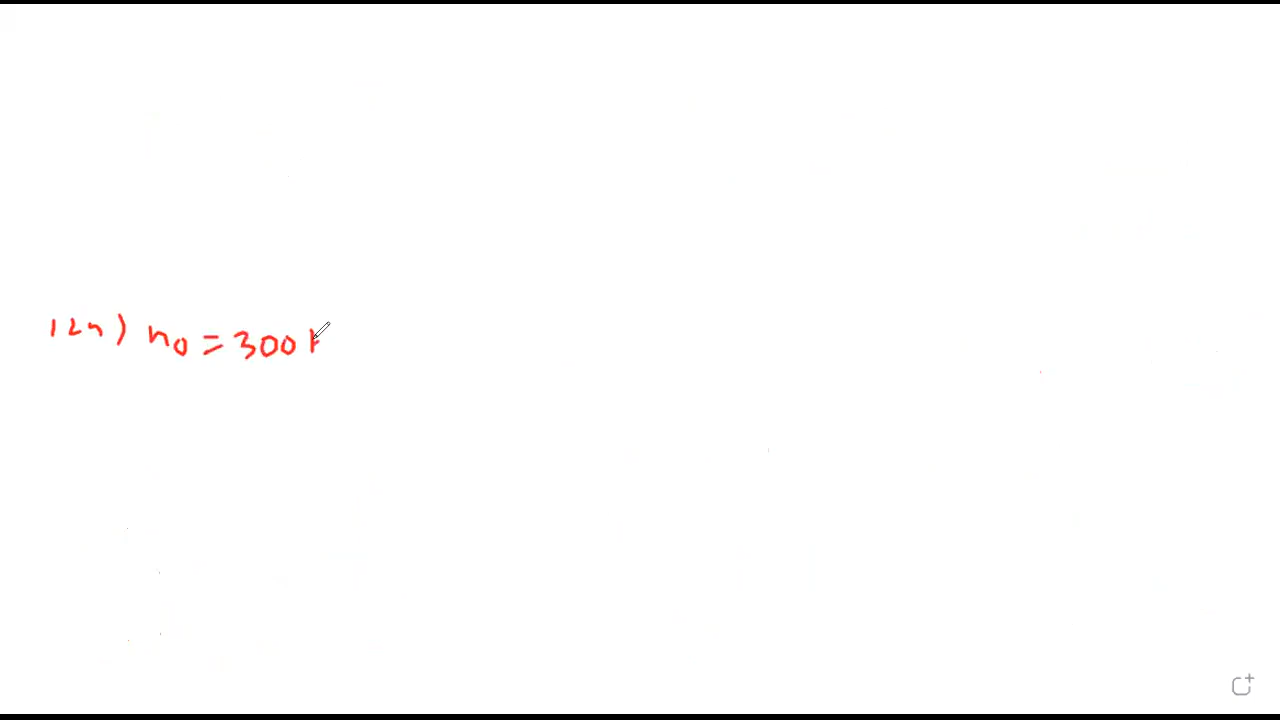 12n) n₀ = 300